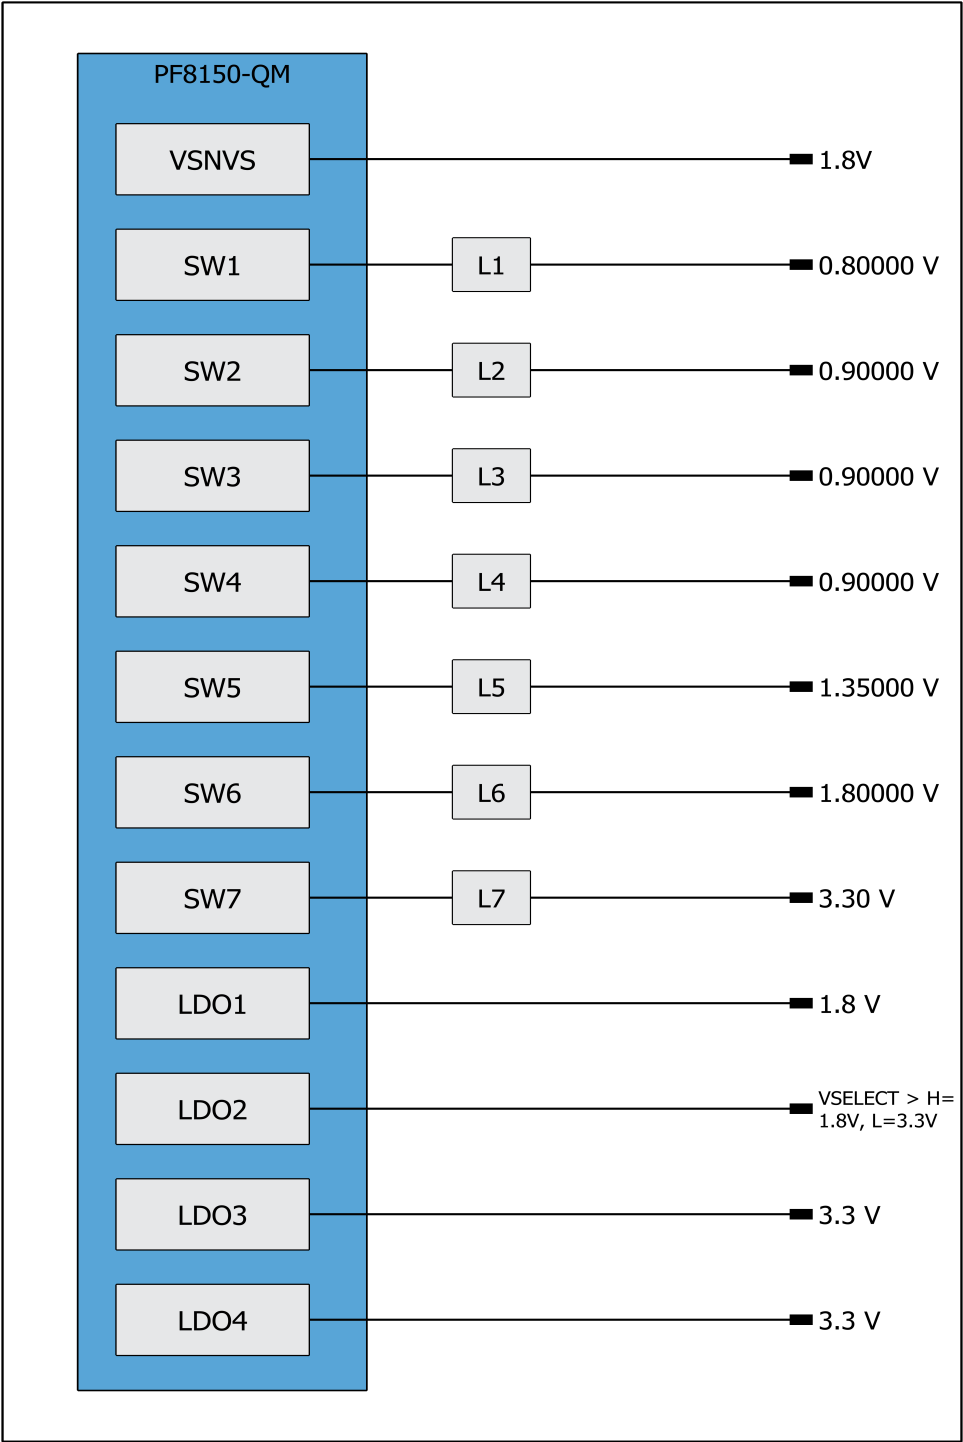 PF8150-QM
VSNVS
1.8V
SW1
L1
0.80000 V
SW2
L2
0.90000 V
SW3
L3
0.90000 V
SW4
L4
0.90000 V
SW5
L5
1.35000 V
SW6
L6
1.80000 V
SW7
L7
3.30 V
LDO1
1.8 V
LDO2
VSELECT > H=
1.8V, L=3.3V
LDO3
3.3 V
LDO4
3.3 V